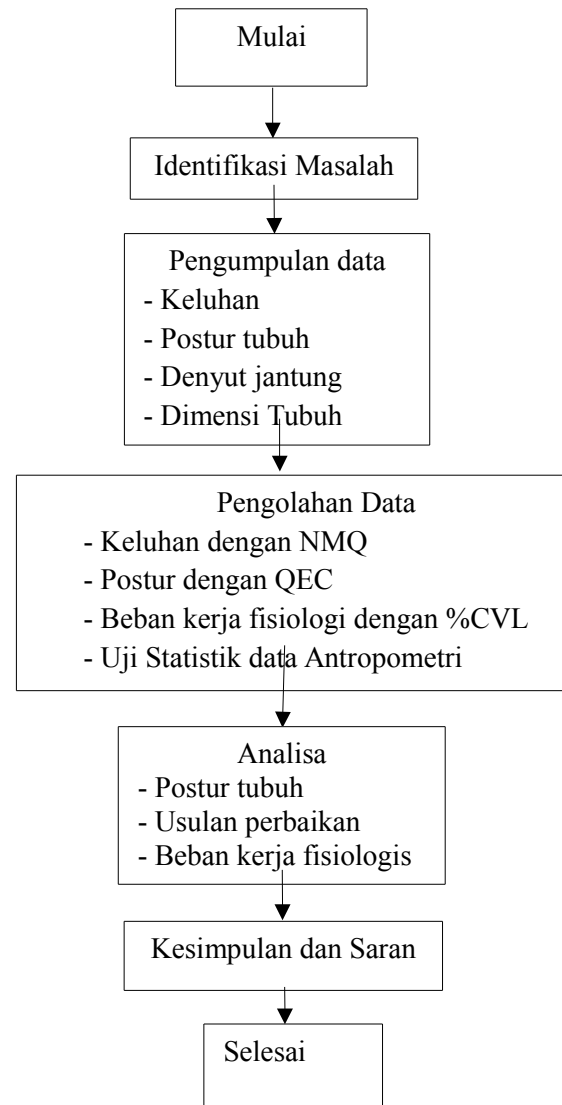 Mulai
Identifikasi Masalah
Pengumpulan data
- Keluhan
- Postur tubuh
- Denyut jantung
- Dimensi Tubuh
Pengolahan Data
- Keluhan dengan NMQ
- Postur dengan QEC
- Beban kerja fisiologi dengan %CVL
- Uji Statistik data Antropometri
Analisa
- Postur tubuh
- Usulan perbaikan
- Beban kerja fisiologis
Kesimpulan dan Saran
Selesai